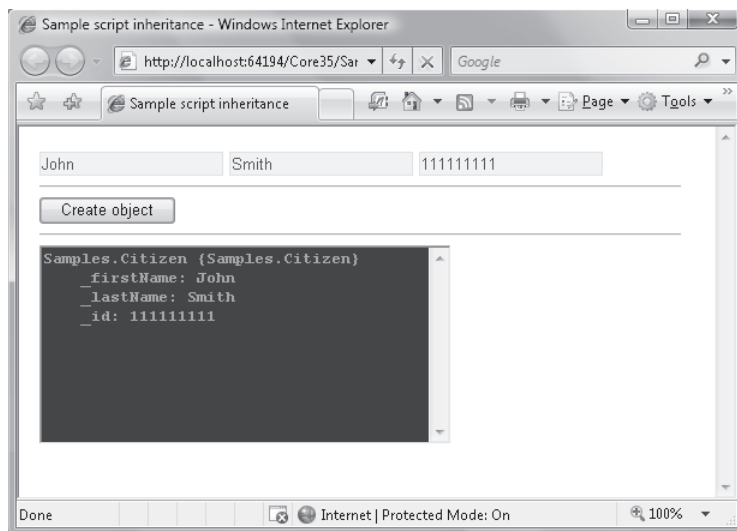 Sample script inheritance - Windows Internet Explorer
http://localhost:64194/Core35/Sar
Google
Sample script inheritance
Page
Tools
John Smith 111111111
Create object
Samples.Citizen {Samples.Citizen}
_firstName: John
_lastName: Smith
_id: 111111111
Done
Internet | Protected Mode: On
100%